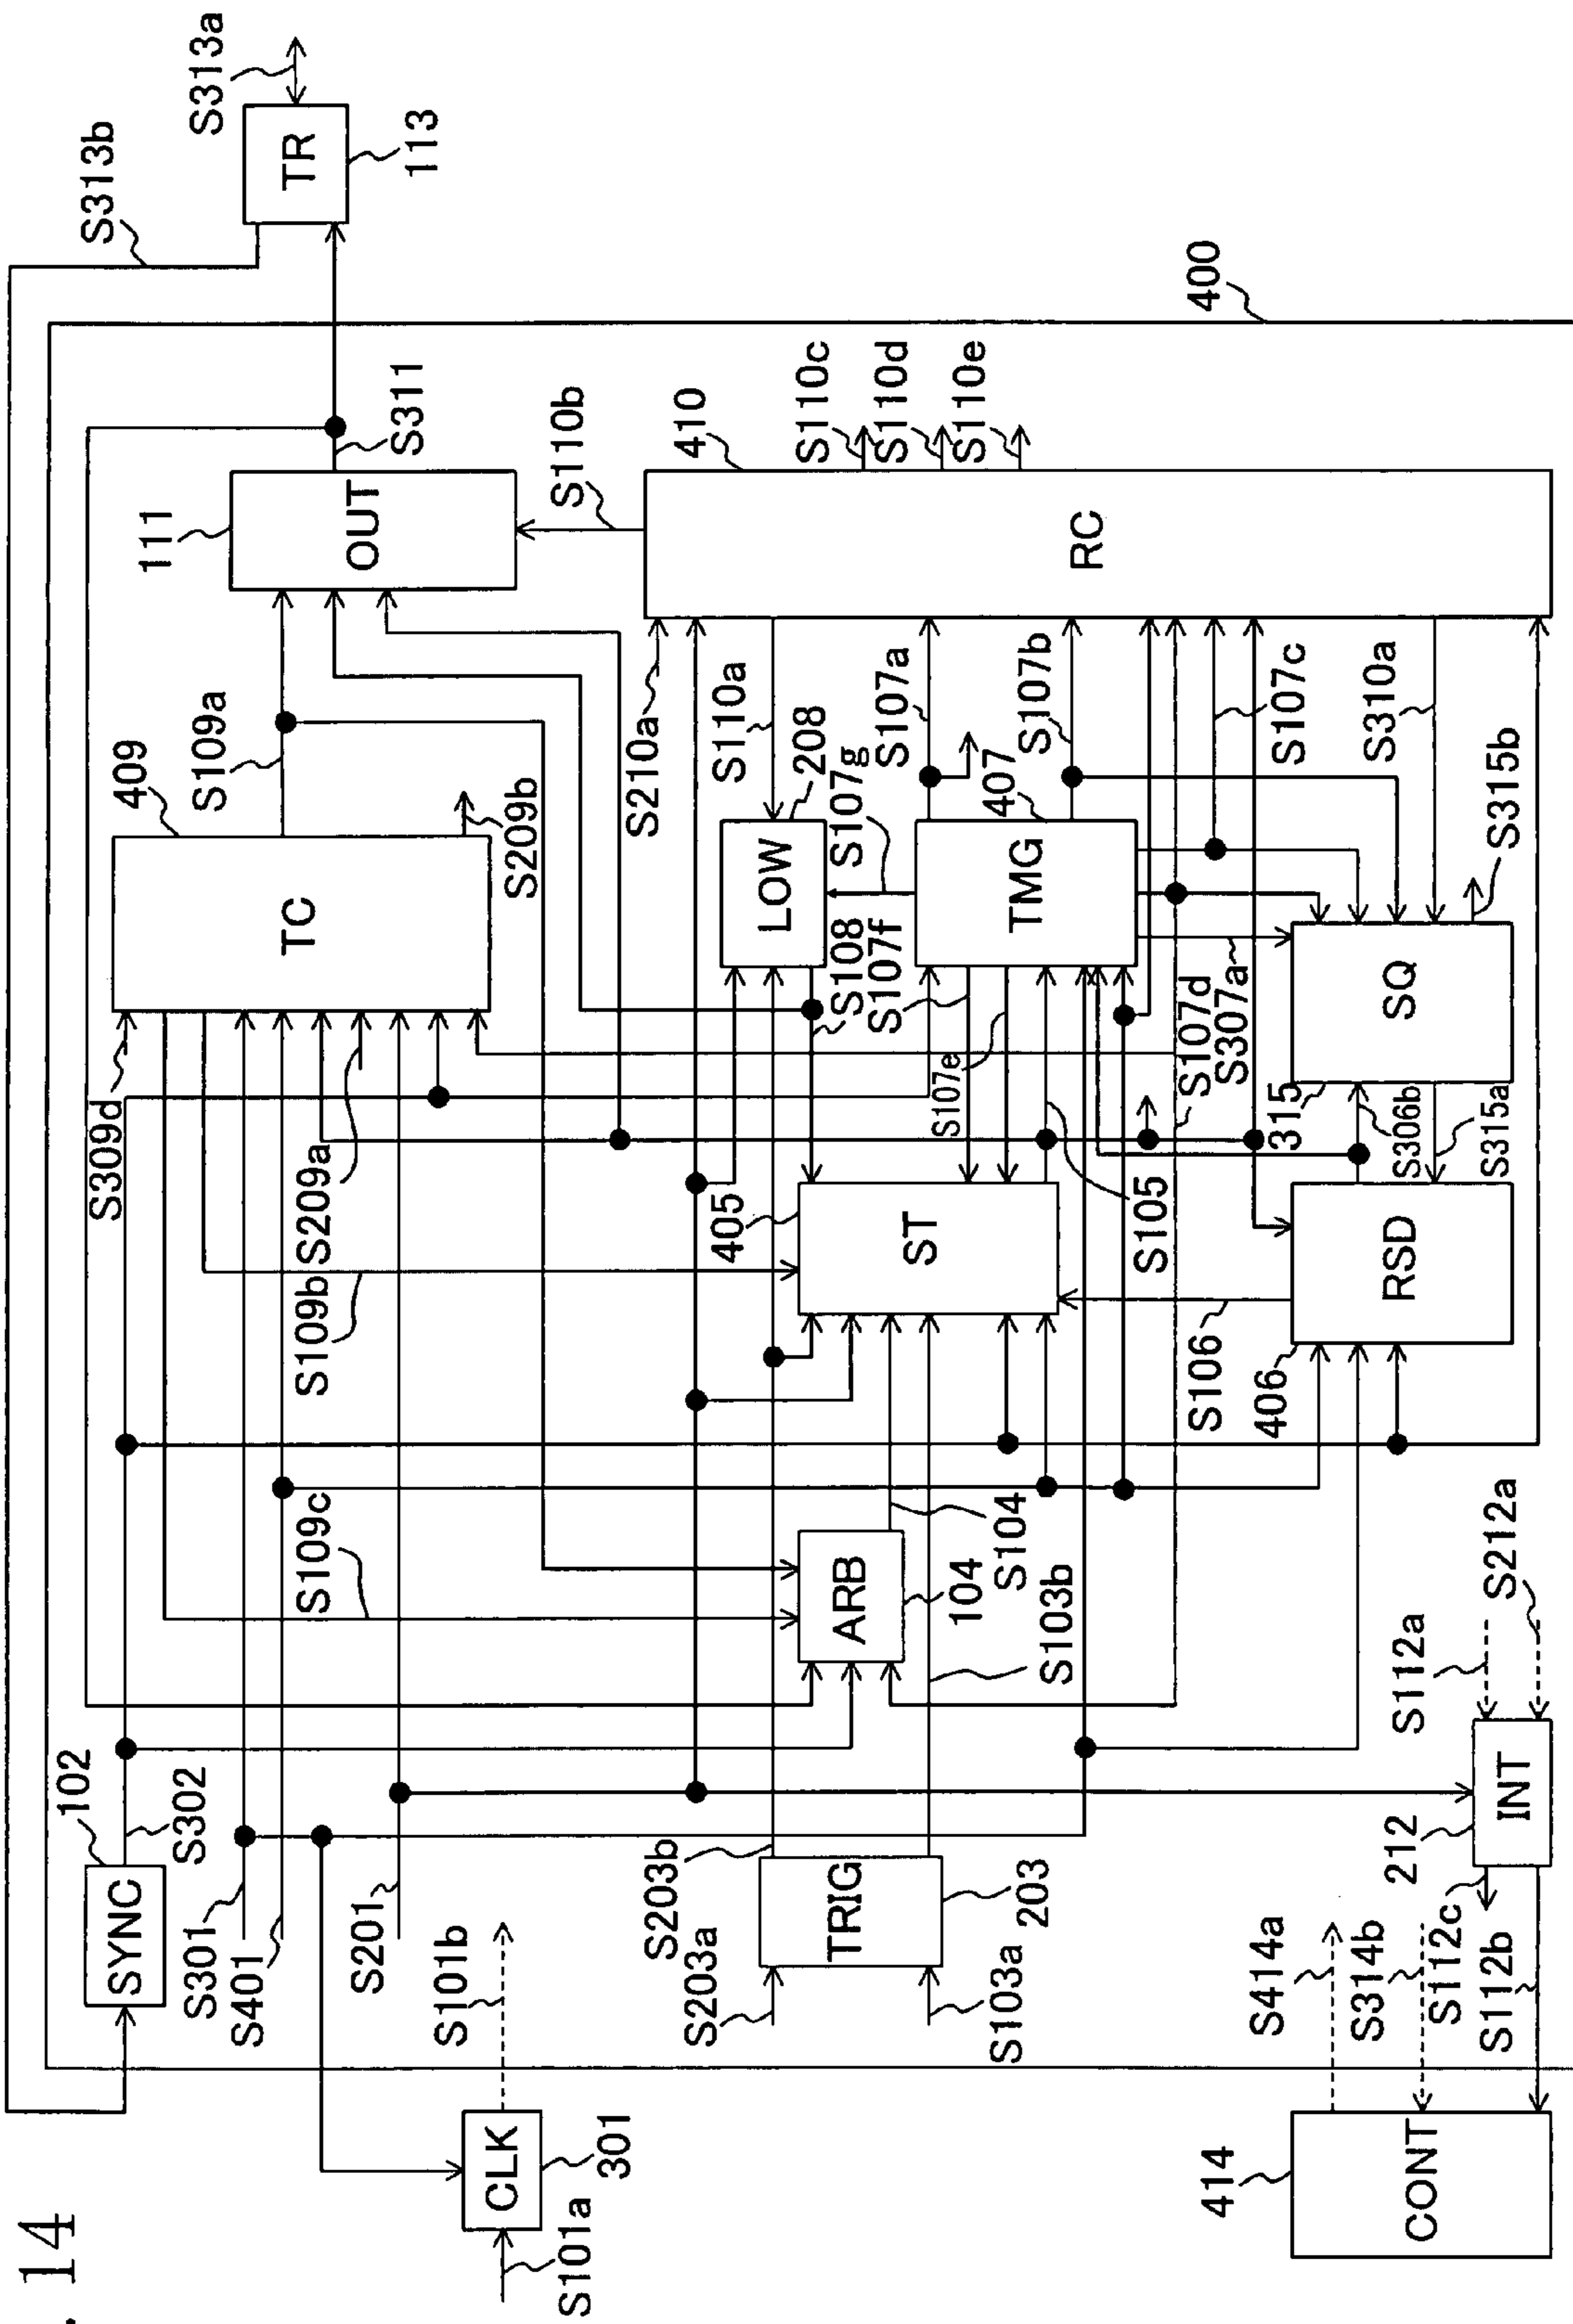 . 14
S313b
S313a
TR
113
400
S311
111
OUT
S110b
410
S110c
S110d
S110e
RC
409
S109a
TC
S209b
S210a
S110a
208
LOW
S107g
S107a
407
TMG
S107b
S107c
S310a
S315b
S108
S107f
S107e
S107d
S307a
SQ
315
S306b
S315a
S309d
S209a
S109b
405
ST
S105
S106
406
RSD
S109c
ARB
104
S104
S103b
102
SYNC
S302
S301
S401
S201
S101b
S203b
S203a
TRIG
203
S103a
S112a
S212a
INT
212
S112c
S112b
S414a
S314b
CLK
301
S101a
414
CONT